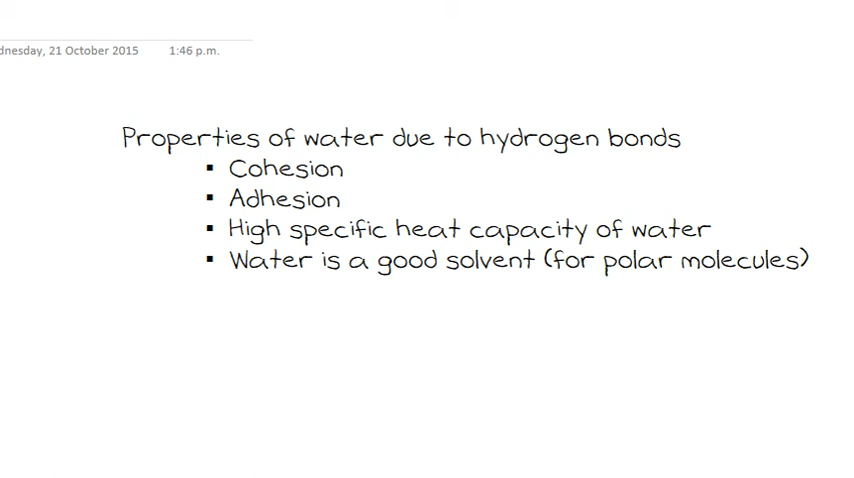 dnesday, 21 October 2015 1:46 p.m.
Properties of water due to hydrogen bonds
▪ Cohesion
▪ Adhesion
▪ High specific heat capacity of water
▪ Water is a good solvent (for polar molecules)